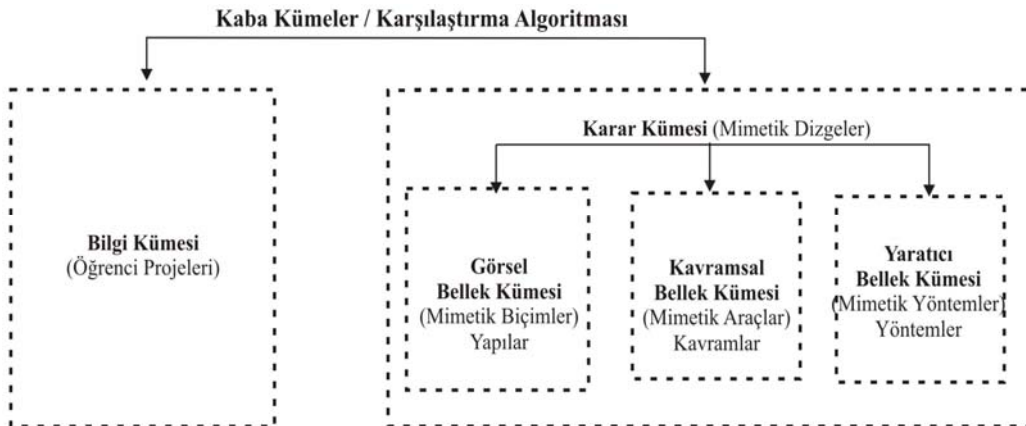 Kaba Kümeler / Karşılaştırma Algoritması
Bilgi Kümesi
(Öğrenci Projeleri)
Karar Kümesi (Mimetik Dizgeler)
Görsel
Bellek Kümesi
(Mimetik Biçimler)
Yapılar
Kavramsal
Bellek Kümesi
(Mimetik Araçlar)
Kavramlar
Yaratıcı
Bellek Kümesi
(Mimetik Yöntemler)
Yöntemler